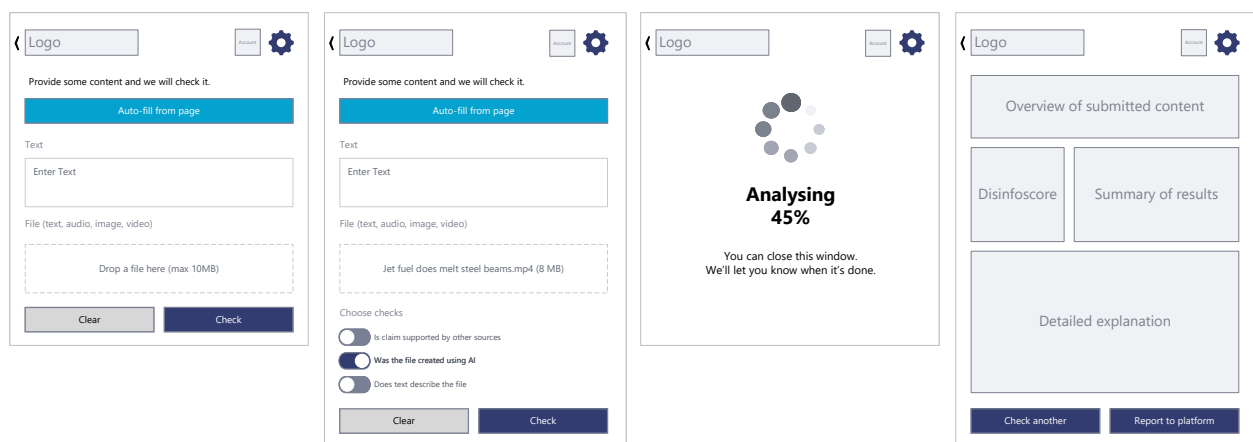 Logo
Account
Provide some content and we will check it.
Auto-fill from page
Text
Enter Text
File (text, audio, image, video)
Drop a file here (max 10MB)
Clear
Check
Logo
Account
Provide some content and we will check it.
Auto-fill from page
Text
Enter Text
File (text, audio, image, video)
Jet fuel does melt steel beams.mp4 (8 MB)
Choose checks
Is claim supported by other sources
Was the file created using AI
Does text describe the file
Clear
Check
Logo
Account
Analysing
45%
You can close this window.
We'll let you know when it's done.
Logo
Account
Overview of submitted content
Disinfoscore
Summary of results
Detailed explanation
Check another
Report to platform